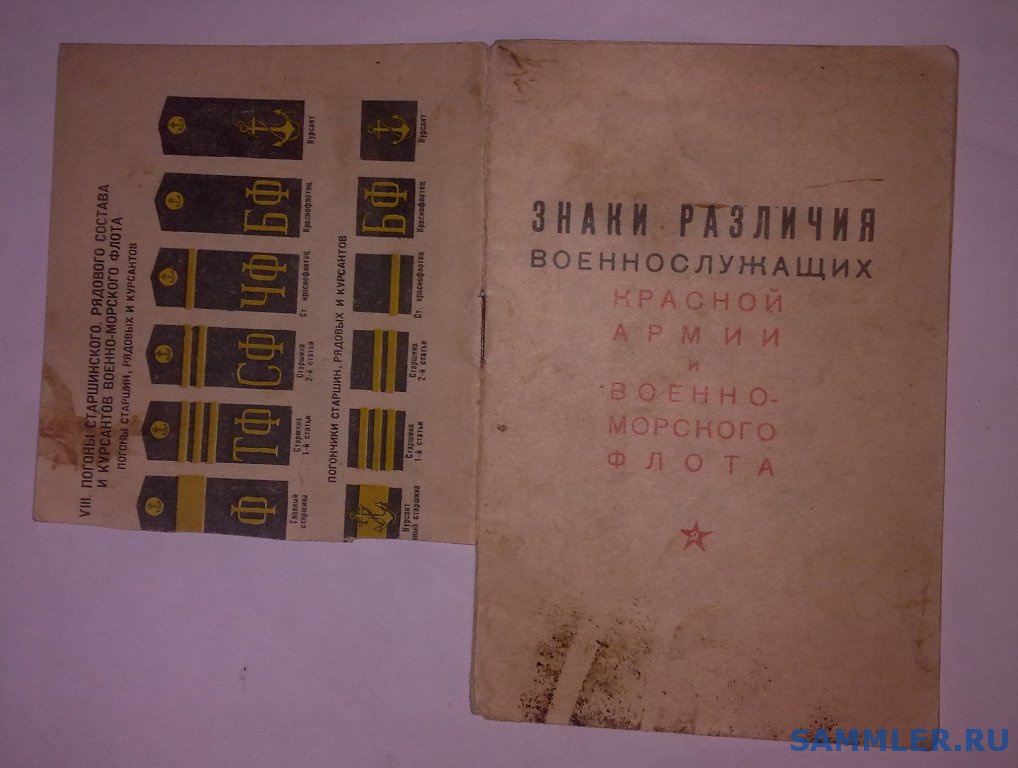 VIII. ПОГОНЫ СТАРШИНСКОГО, РЯДОВОГО СОСТАВА
И КУРСАНТОВ ВОЕННО-МОРСКОГО ФЛОТА
ПОГОНЫ СТАРШИН, РЯДОВЫХ И КУРСАНТОВ
Ф
ТФ
СФ
ЧФ
БФ
Главный
старшина
Старшина
1-й статьи
Старшина
2-й статьи
Ст. краснофлотец
Краснофлотец
Курсант
ПОГОНЧИКИ СТАРШИН, РЯДОВЫХ И КУРСАНТОВ
БФ
Курсант
старшина
Старшина
1-й статьи
Старшина
2-й статьи
Ст. краснофлотец
Краснофлотец
Курсант
ЗНАКИ РАЗЛИЧИЯ
ВОЕННОСЛУЖАЩИХ
КРАСНОЙ
АРМИИ
и
ВОЕННО-
МОРСКОГО
ФЛОТА
SAMMLER.RU